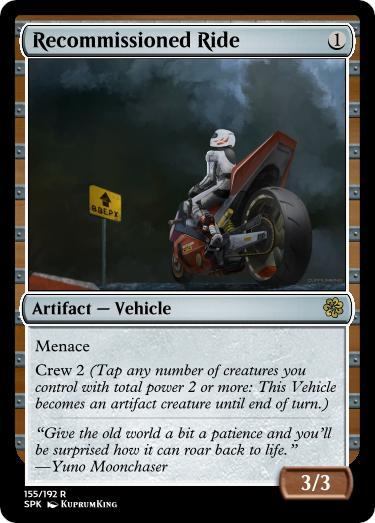 Recommissioned Ride 1
ВВЕРХ
Artifact — Vehicle
Menace
Crew 2 (Tap any number of creatures you
control with total power 2 or more: This Vehicle
becomes an artifact creature until end of turn.)
“Give the old world a bit a patience and you’ll
be surprised how it can roar back to life.”
—Yuno Moonchaser
3/3
155/192 R
SPK KuprumKing